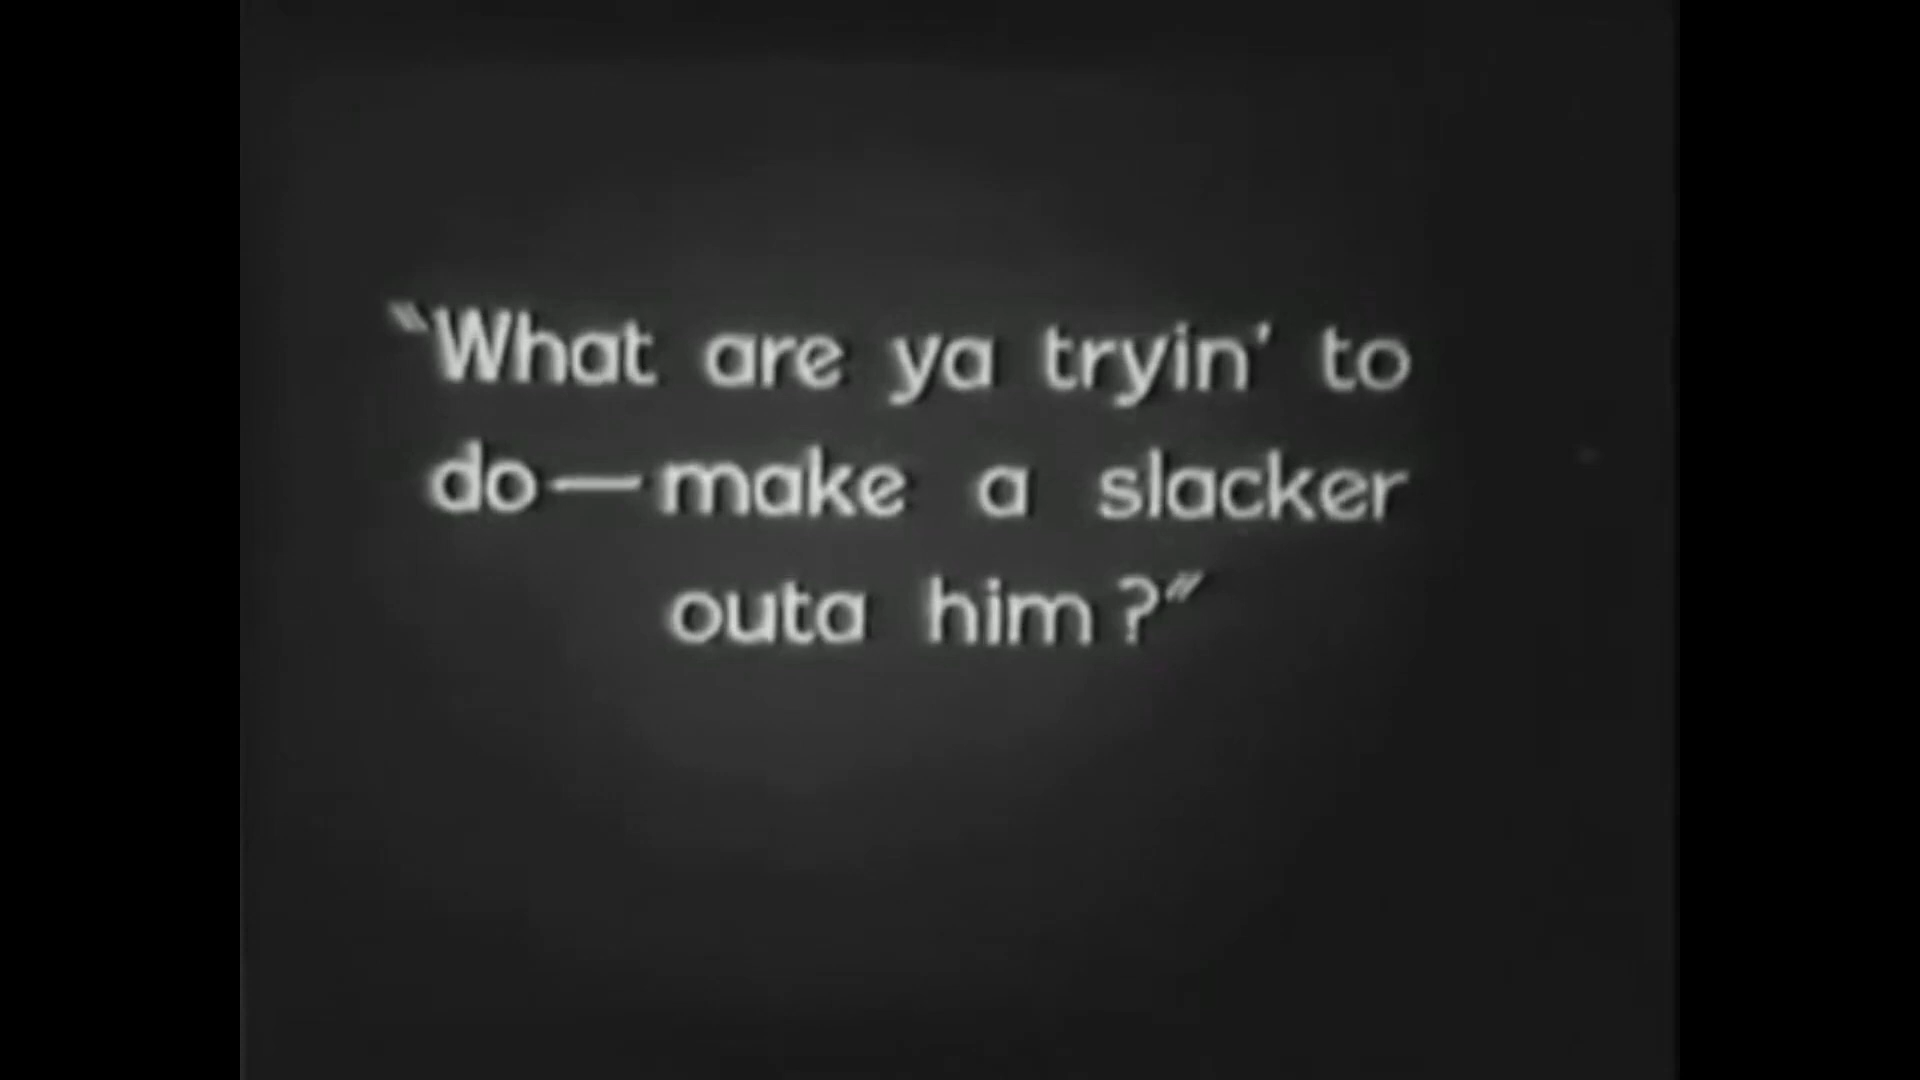 “What are ya tryin’ to
do—make a slacker
outa him?”